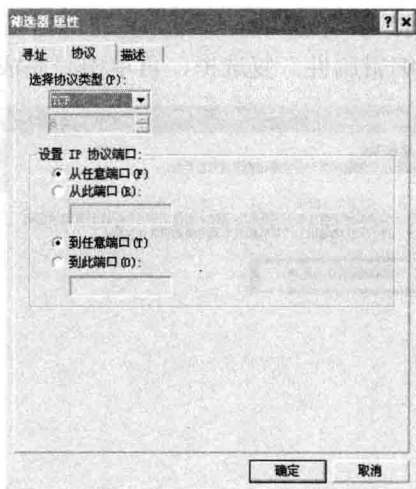 筛选器 属性
寻址 协议 描述
选择协议类型(P):
TCP
设置 IP 协议端口:
从任意端口(F)
从此端口(R):
到任意端口(T)
到此端口(O):
确定 取消